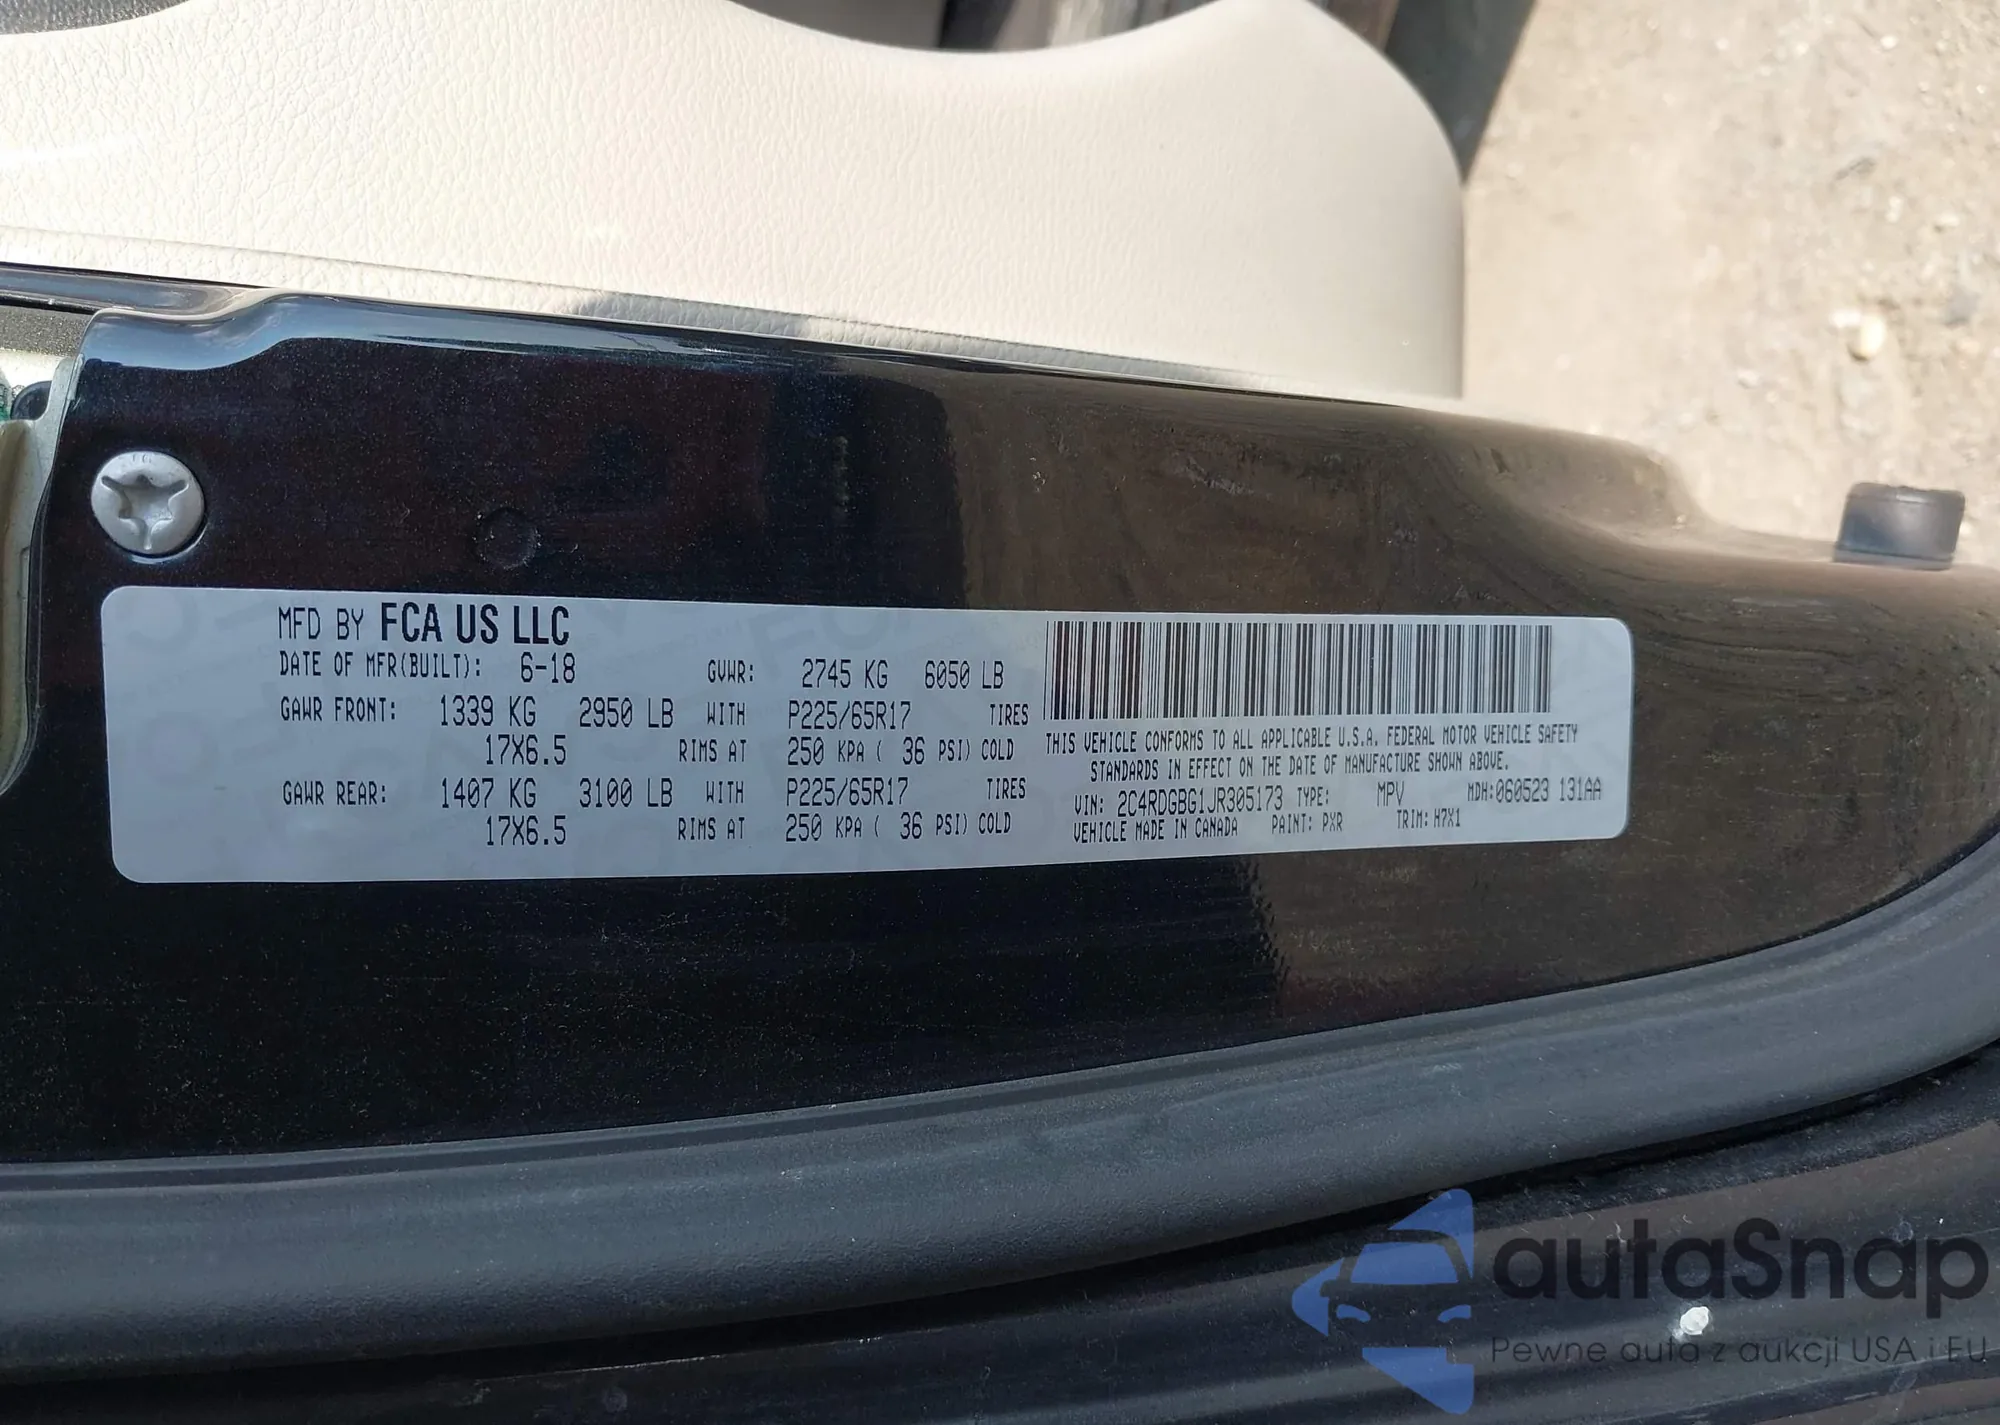 MFD BY FCA US LLC
DATE OF MFR(BUILT): 6-18 GVWR: 2745 KG 6050 LB
GAWR FRONT: 1339 KG 2950 LB WITH P225/65R17 TIRES
17X6.5 RIMS AT 250 KPA ( 36 PSI) COLD
GAWR REAR: 1407 KG 3100 LB WITH P225/65R17 TIRES
17X6.5 RIMS AT 250 KPA ( 36 PSI) COLD
THIS VEHICLE CONFORMS TO ALL APPLICABLE U.S.A. FEDERAL MOTOR VEHICLE SAFETY
STANDARDS IN EFFECT ON THE DATE OF MANUFACTURE SHOWN ABOVE.
VIN: 2C4RDGBG1JR305173 TYPE: MPV MDH:060523 131AA
VEHICLE MADE IN CANADA PAINT: PXR TRIM: H7X1
autaSnap
Pewne auta z aukcji USA i EU